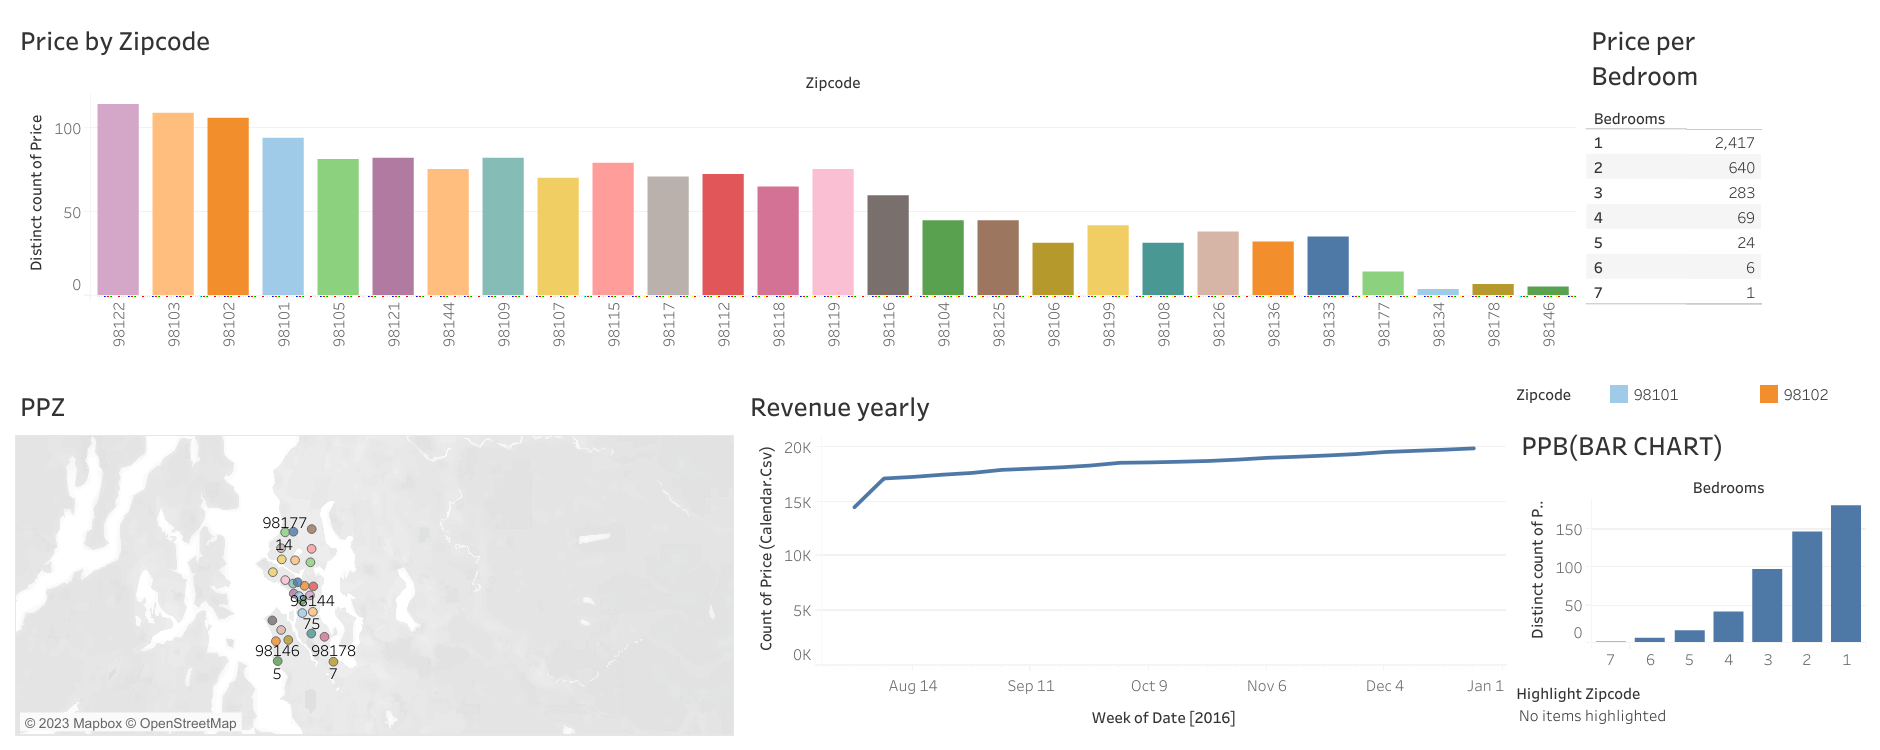 Price by Zipcode
Zipcode
Distinct count of Price
100
50
0
98122 98103 98102 98101 98105 98121 98144 98109 98107 98115 98117 98112 98118 98119 98116 98104 98125 98106 98199 98108 98126 98136 98133 98177 98134 98178 98146
Price per
Bedroom
Bedrooms
1 2,417
2 640
3 283
4 69
5 24
6 6
7 1
PPZ
98177
14
98144
75
98146 98178
5 7
© 2023 Mapbox © OpenStreetMap
Revenue yearly
Count of Price (Calendar.Csv)
20K
15K
10K
5K
0K
Aug 14 Sep 11 Oct 9 Nov 6 Dec 4 Jan 1
Week of Date [2016]
Zipcode 98101 98102
PPB(BAR CHART)
Bedrooms
Distinct count of P..
150
100
50
0
7 6 5 4 3 2 1
Highlight Zipcode
No items highlighted